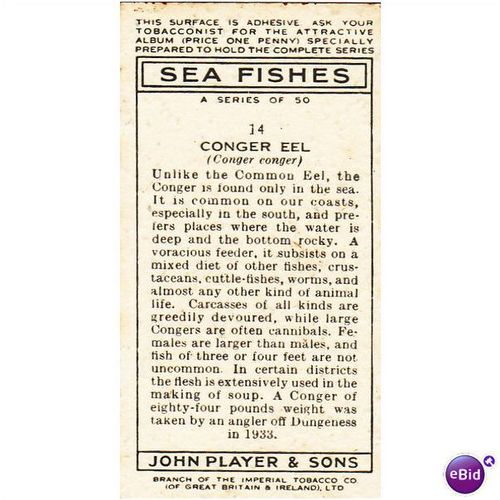 THIS SURFACE IS ADHESIVE. ASK YOUR
TOBACCONIST FOR THE ATTRACTIVE
ALBUM (PRICE ONE PENNY) SPECIALLY
PREPARED TO HOLD THE COMPLETE SERIES
SEA FISHES
A SERIES OF 50
14
CONGER EEL
(Conger conger)
Unlike the Common Eel, the
Conger is found only in the sea.
It is common on our coasts,
especially in the south, and pre-
fers places where the water is
deep and the bottom rocky. A
voracious feeder, it subsists on a
mixed diet of other fishes, crus-
taceans, cuttle-fishes, worms, and
almost any other kind of animal
life. Carcasses of all kinds are
greedily devoured, while large
Congers are often cannibals. Fe-
males are larger than males, and
fish of three or four feet are not
uncommon. In certain districts
the flesh is extensively used in the
making of soup. A Conger of
eighty-four pounds weight was
taken by an angler off Dungeness
in 1933.
JOHN PLAYER & SONS
BRANCH OF THE IMPERIAL TOBACCO CO
(OF GREAT BRITAIN & IRELAND), LTD
eBid